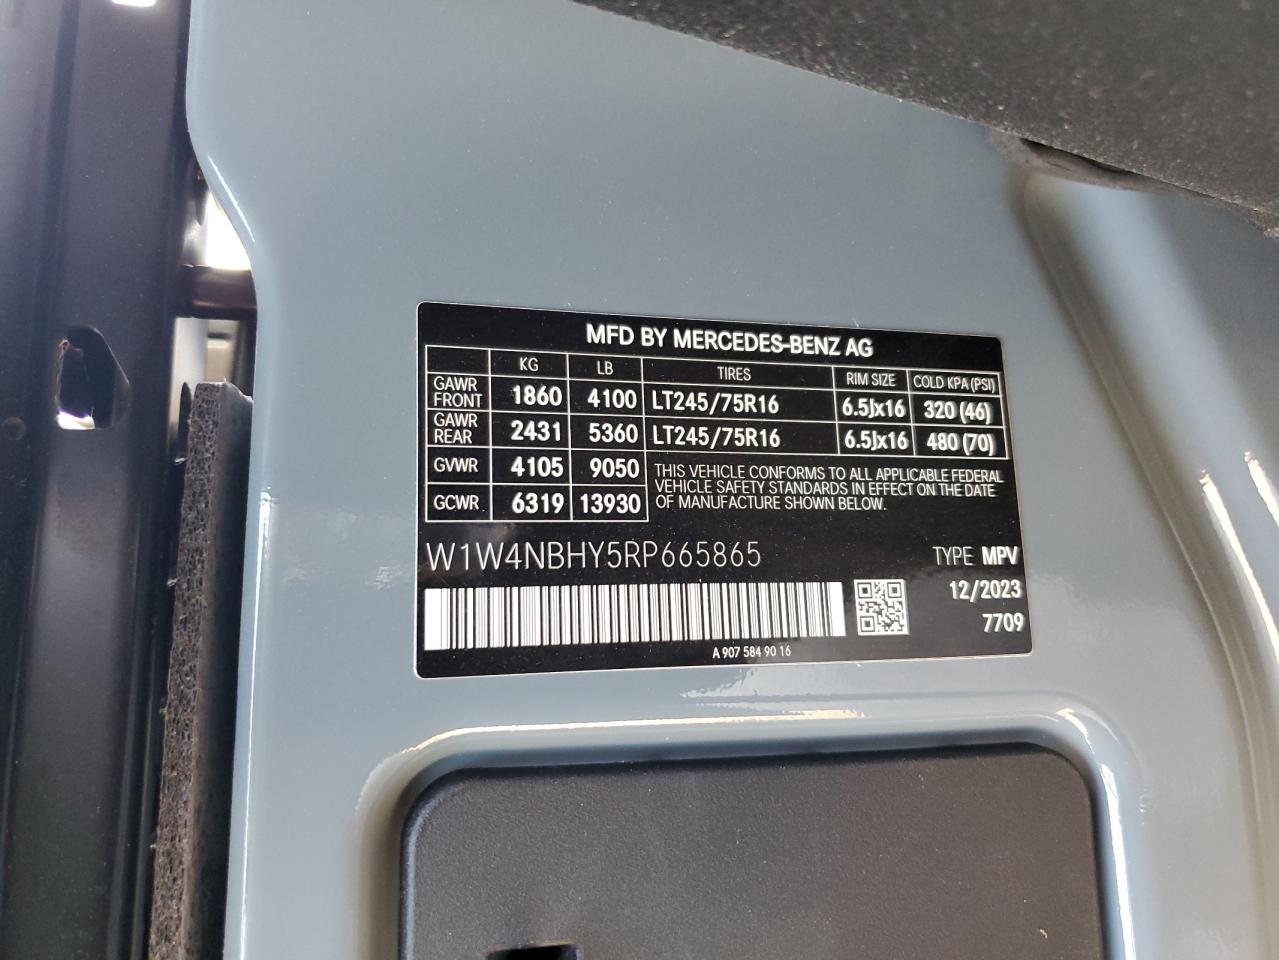 MFD BY MERCEDES-BENZ AG
KG LB TIRES RIM SIZE COLD KPA (PSI)
GAWR FRONT 1860 4100 LT245/75R16 6.5Jx16 320 (46)
GAWR REAR 2431 5360 LT245/75R16 6.5Jx16 480 (70)
GVWR 4105 9050
GCWR 6319 13930
THIS VEHICLE CONFORMS TO ALL APPLICABLE FEDERAL
VEHICLE SAFETY STANDARDS IN EFFECT ON THE DATE
OF MANUFACTURE SHOWN BELOW.
W1W4NBHY5RP665865 TYPE MPV
12/2023
7709
A 907 584 90 16